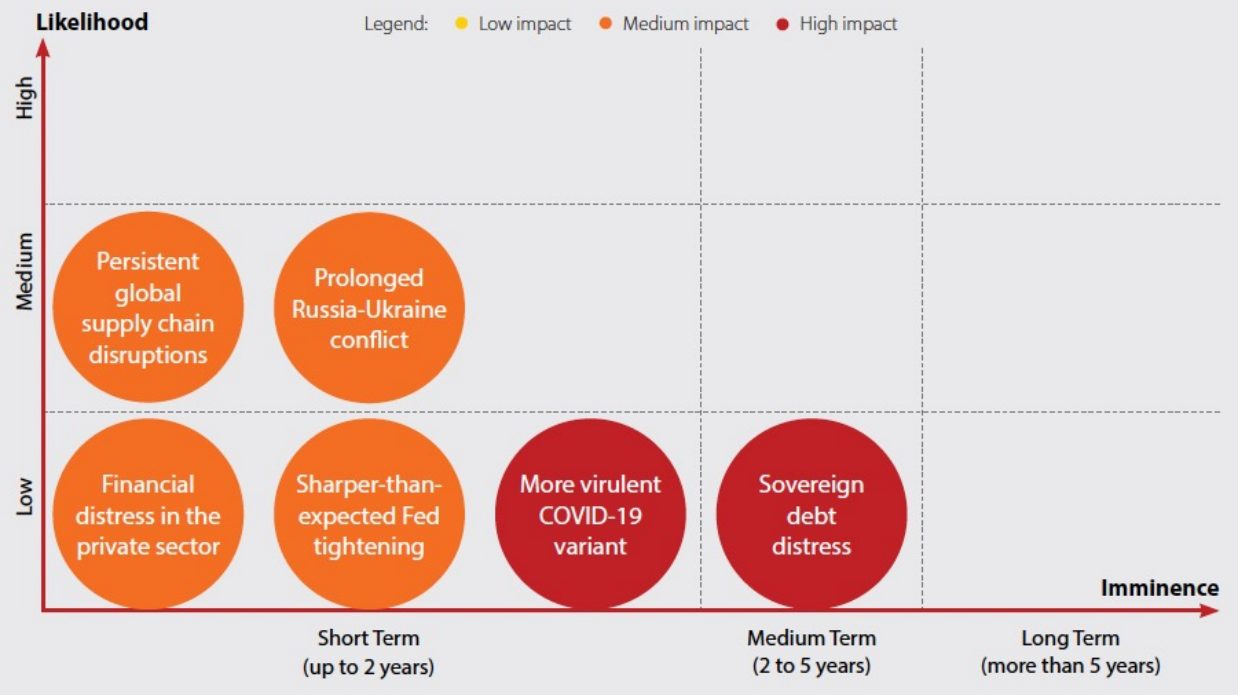 Likelihood
Legend: Low impact Medium impact High impact
High
Medium
Low
Persistent
global
supply chain
disruptions
Prolonged
Russia-Ukraine
conflict
Financial
distress in the
private sector
Sharper-than-
expected Fed
tightening
More virulent
COVID-19
variant
Sovereign
debt
distress
Imminence
Short Term
(up to 2 years)
Medium Term
(2 to 5 years)
Long Term
(more than 5 years)